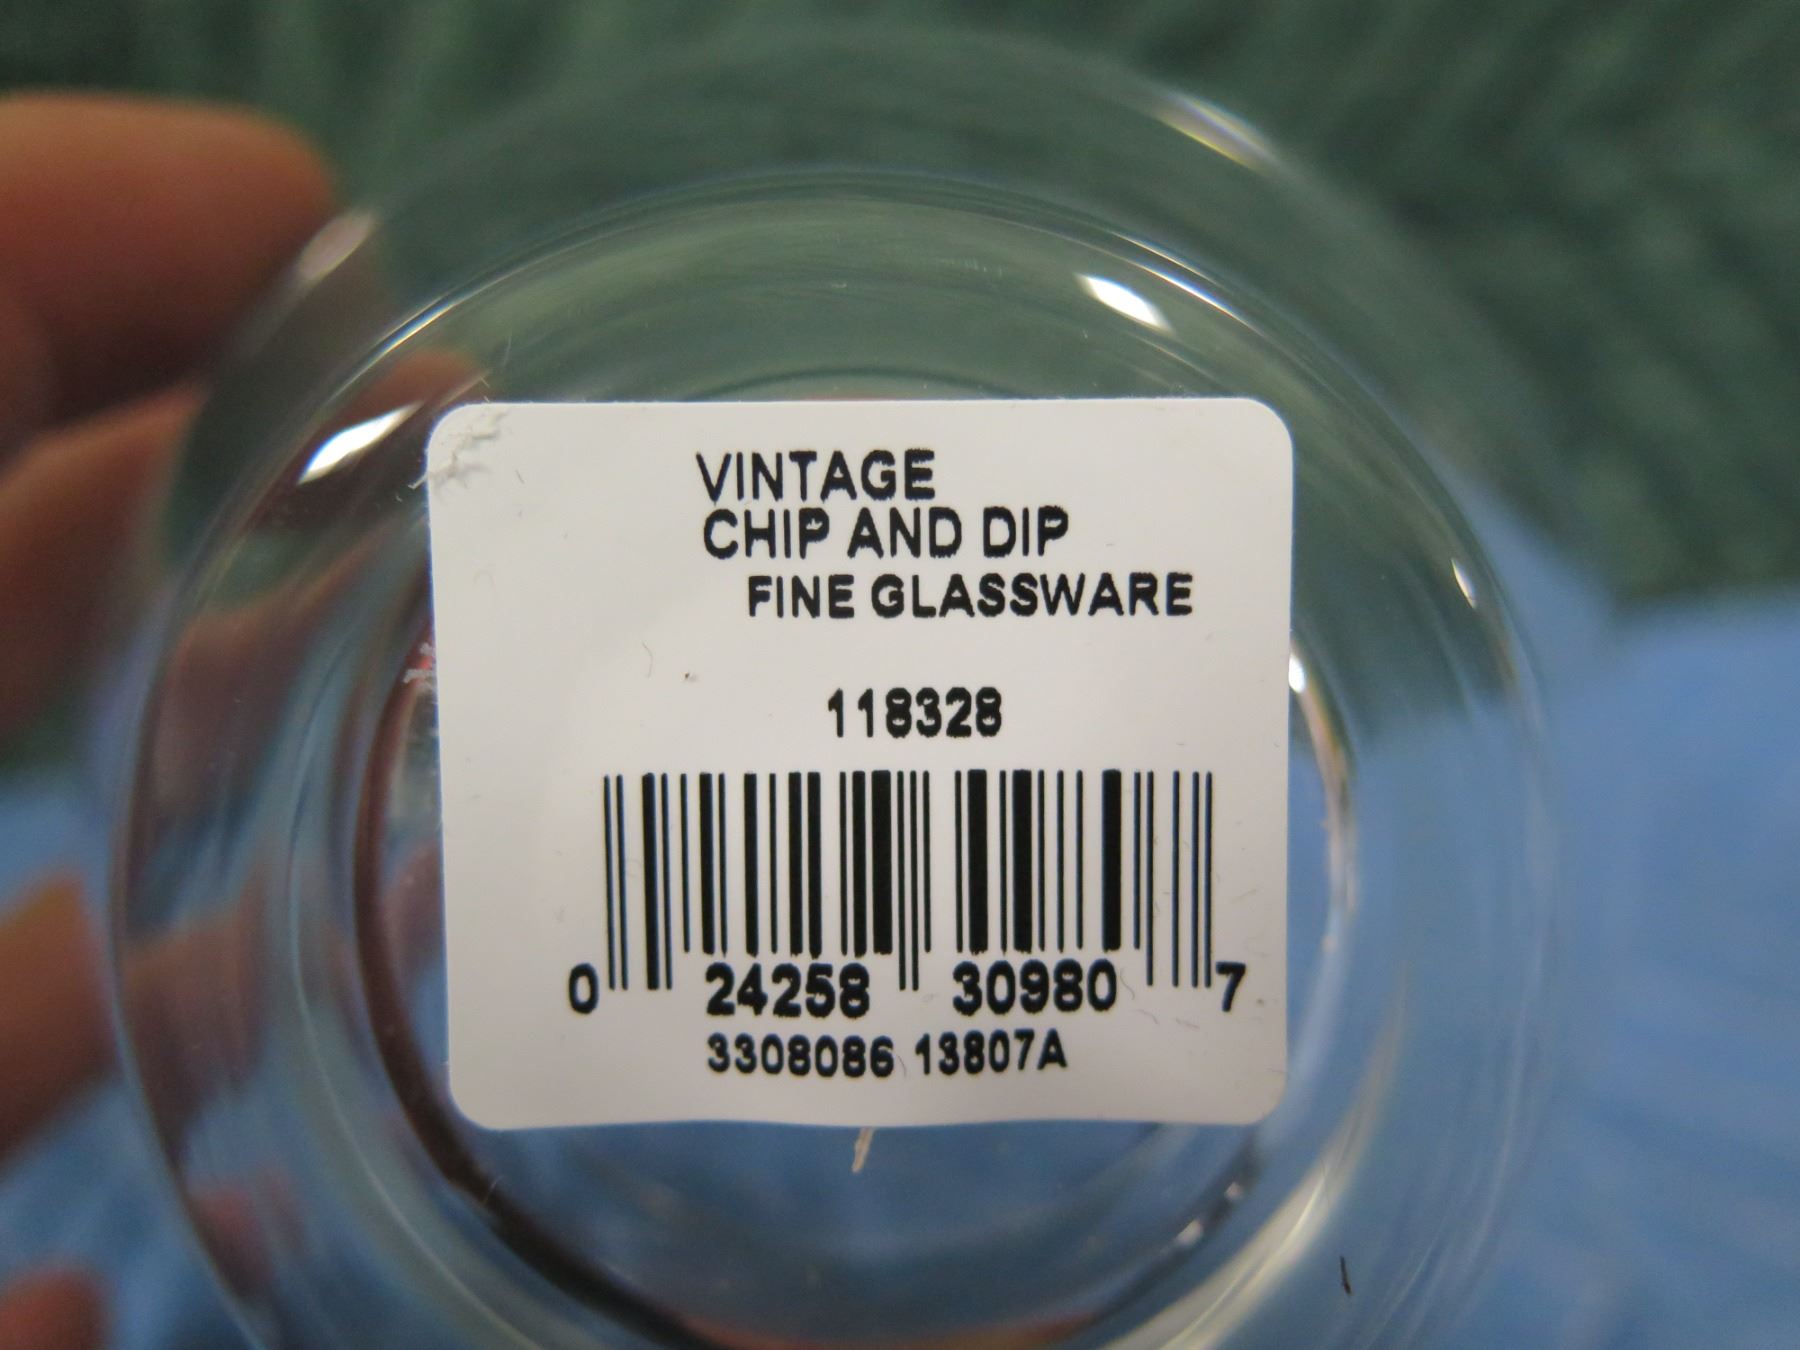 VINTAGE
CHIP AND DIP
FINE GLASSWARE
118328
0 24258 30980 7
3308086 13807A